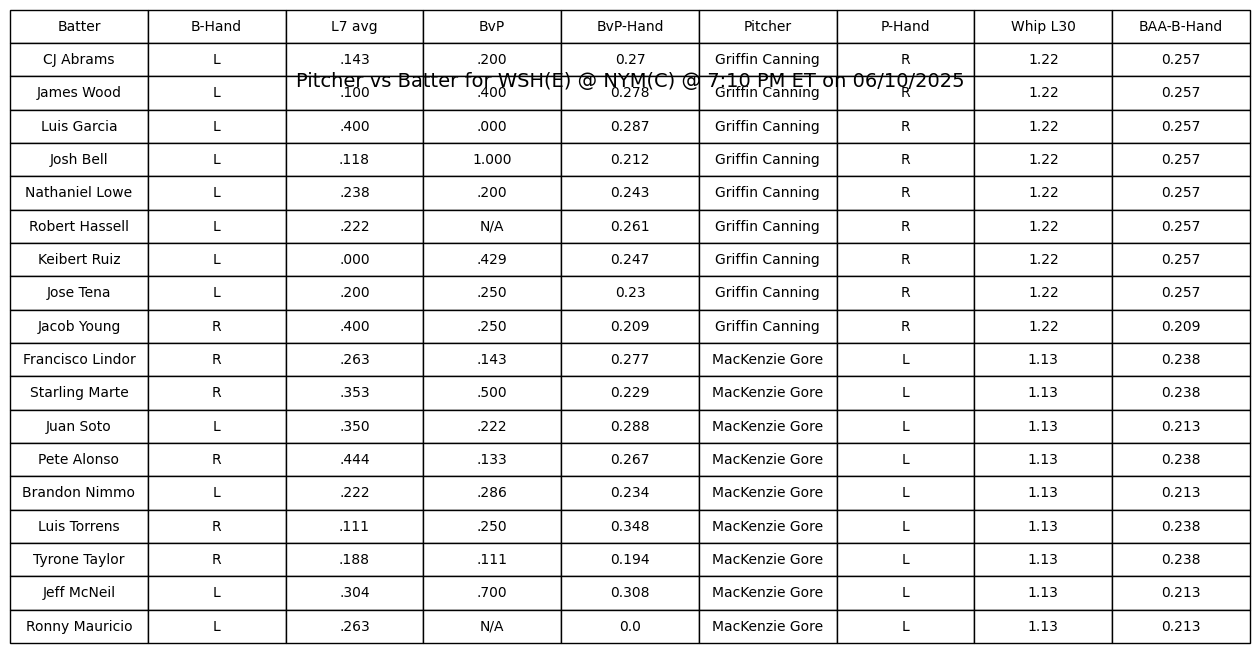 Batter B-Hand L7 avg BvP BvP-Hand Pitcher P-Hand Whip L30 BAA-B-Hand
CJ Abrams L .143 .200 0.27 Griffin Canning R 1.22 0.257
Pitcher vs Batter for WSH(E) @ NYM(C) @ 7:10 PM ET on 06/10/2025
James Wood L .100 .400 0.278 Griffin Canning R 1.22 0.257
Luis Garcia L .400 .000 0.287 Griffin Canning R 1.22 0.257
Josh Bell L .118 1.000 0.212 Griffin Canning R 1.22 0.257
Nathaniel Lowe L .238 .200 0.243 Griffin Canning R 1.22 0.257
Robert Hassell L .222 N/A 0.261 Griffin Canning R 1.22 0.257
Keibert Ruiz L .000 .429 0.247 Griffin Canning R 1.22 0.257
Jose Tena L .200 .250 0.23 Griffin Canning R 1.22 0.257
Jacob Young R .400 .250 0.209 Griffin Canning R 1.22 0.209
Francisco Lindor R .263 .143 0.277 MacKenzie Gore L 1.13 0.238
Starling Marte R .353 .500 0.229 MacKenzie Gore L 1.13 0.238
Juan Soto L .350 .222 0.288 MacKenzie Gore L 1.13 0.213
Pete Alonso R .444 .133 0.267 MacKenzie Gore L 1.13 0.238
Brandon Nimmo L .222 .286 0.234 MacKenzie Gore L 1.13 0.213
Luis Torrens R .111 .250 0.348 MacKenzie Gore L 1.13 0.238
Tyrone Taylor R .188 .111 0.194 MacKenzie Gore L 1.13 0.238
Jeff McNeil L .304 .700 0.308 MacKenzie Gore L 1.13 0.213
Ronny Mauricio L .263 N/A 0.0 MacKenzie Gore L 1.13 0.213